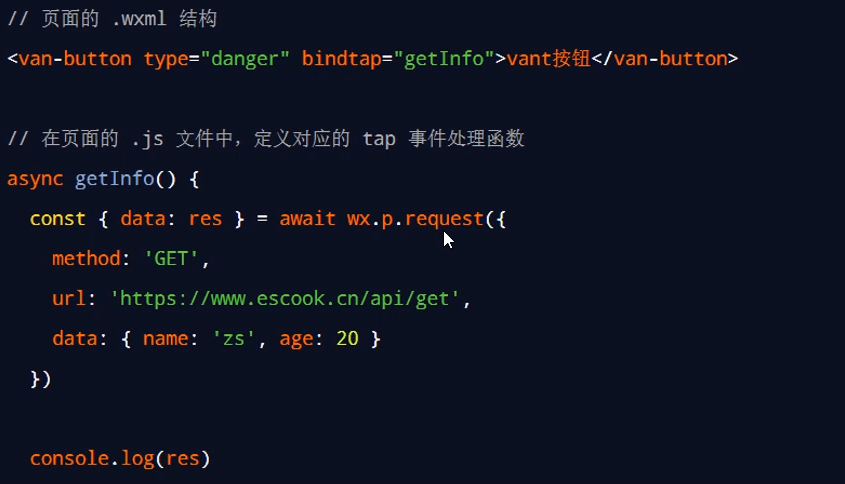 // 页面的 .wxml 结构
<van-button type="danger" bindtap="getInfo">vant按钮</van-button>
// 在页面的 .js 文件中，定义对应的 tap 事件处理函数
async getInfo() {
  const { data: res } = await wx.p.request({
    method: 'GET',
    url: 'https://www.escook.cn/api/get',
    data: { name: 'zs', age: 20 }
  })
  console.log(res)